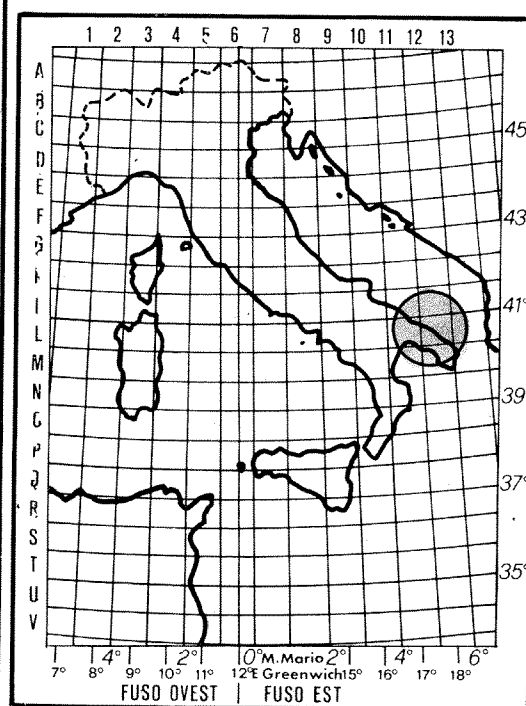 1 2 3 4 5 6 7 8 9 10 11 12 13
A
B
C
D
E
F
G
H
I
L
M
N
O
P
Q
R
S
T
U
V
45
43
41°
39°
37°
35°
4° 2° 0° M.Mario 2° 4° 6°
7° 8° 9° 10° 11° 12°E Greenwich 15° 16° 17° 18°
FUSO OVEST FUSO EST